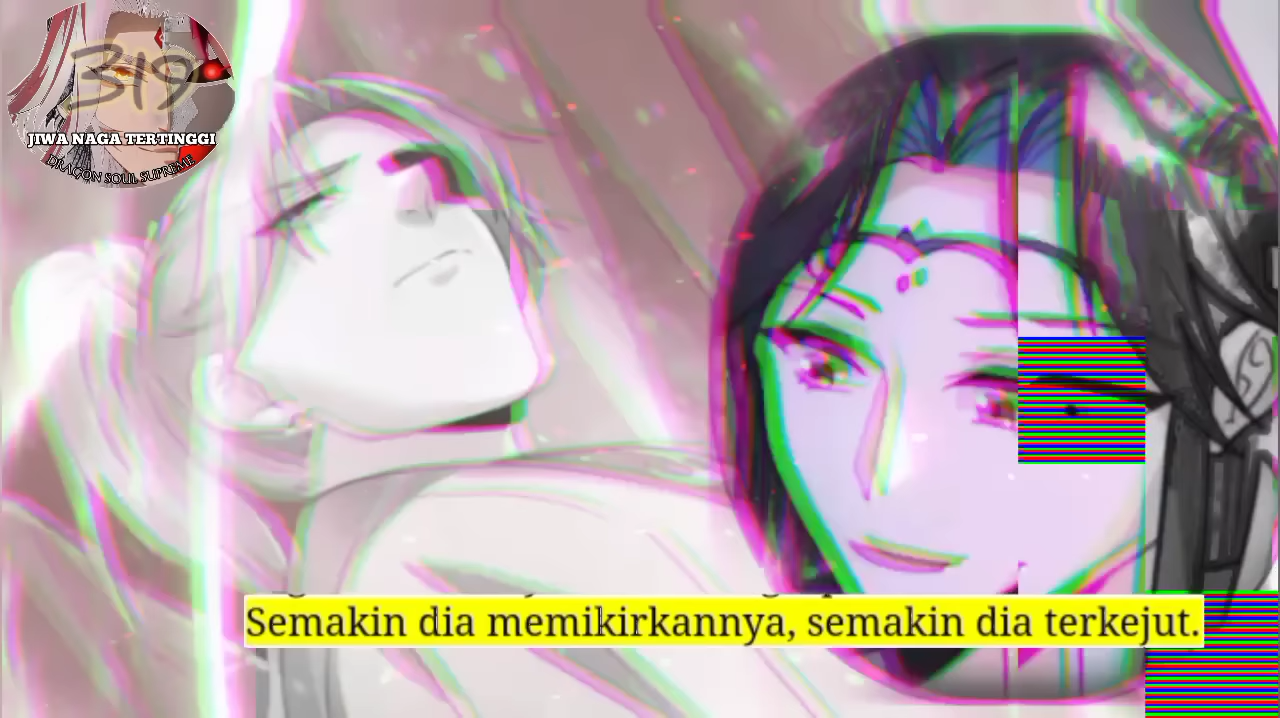 319
JIWA NAGA TERTINGGI
DRAGON SOUL SUPREME
Semakin dia memikirkannya, semakin dia terkejut.